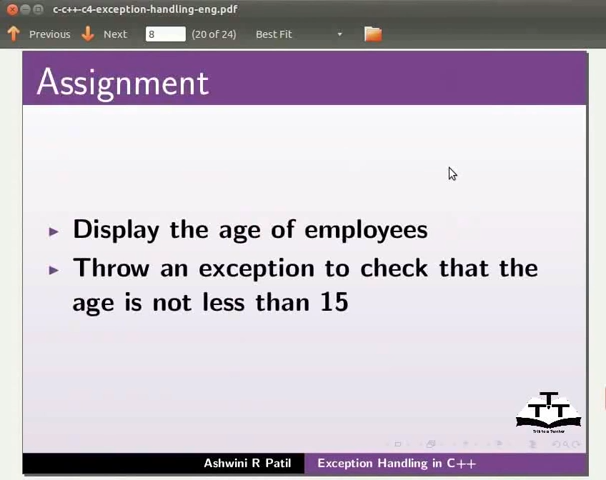 c-c++-c4-exception-handling-eng.pdf
Previous Next 8 (20 of 24) Best Fit
Assignment
Display the age of employees
Throw an exception to check that the
age is not less than 15
Ashwini R Patil Exception Handling in C++